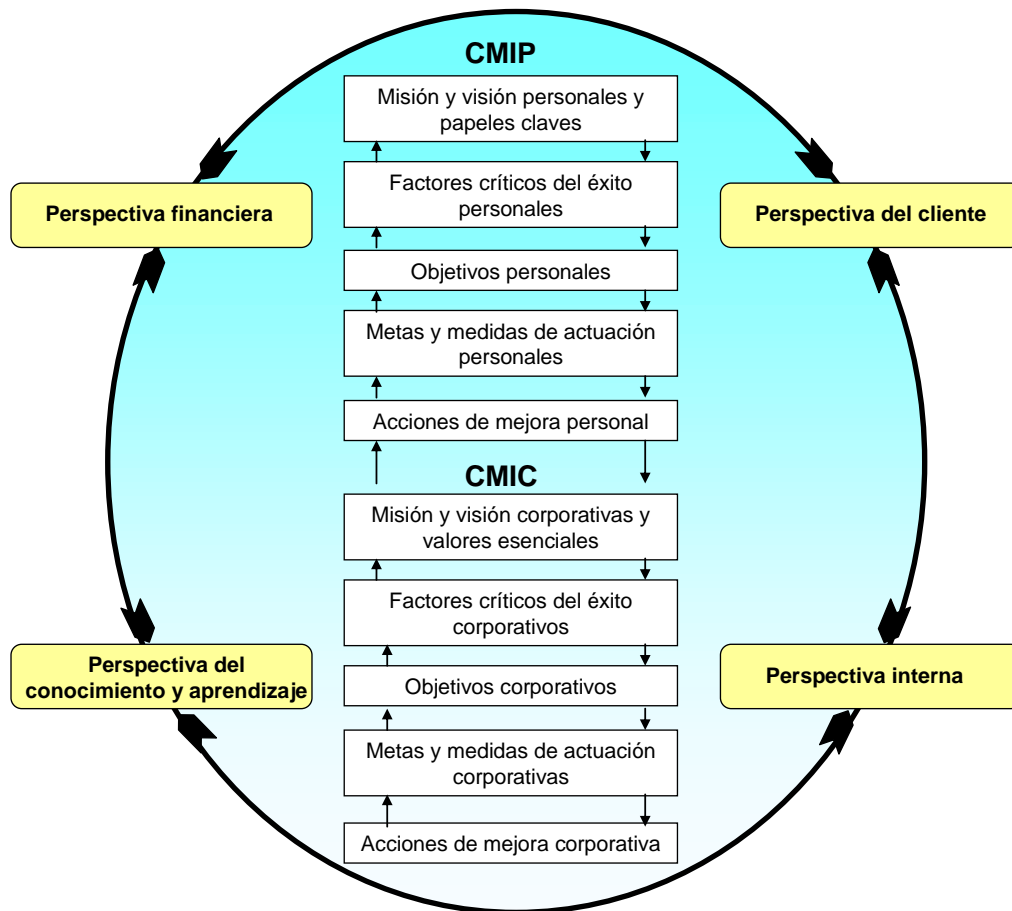 CMIP
Misión y visión personales y
papeles claves
Factores críticos del éxito
personales
Perspectiva financiera
Perspectiva del cliente
Objetivos personales
Metas y medidas de actuación
personales
Acciones de mejora personal
CMIC
Misión y visión corporativas y
valores esenciales
Factores críticos del éxito
corporativos
Perspectiva del
conocimiento y aprendizaje
Perspectiva interna
Objetivos corporativos
Metas y medidas de actuación
corporativas
Acciones de mejora corporativa